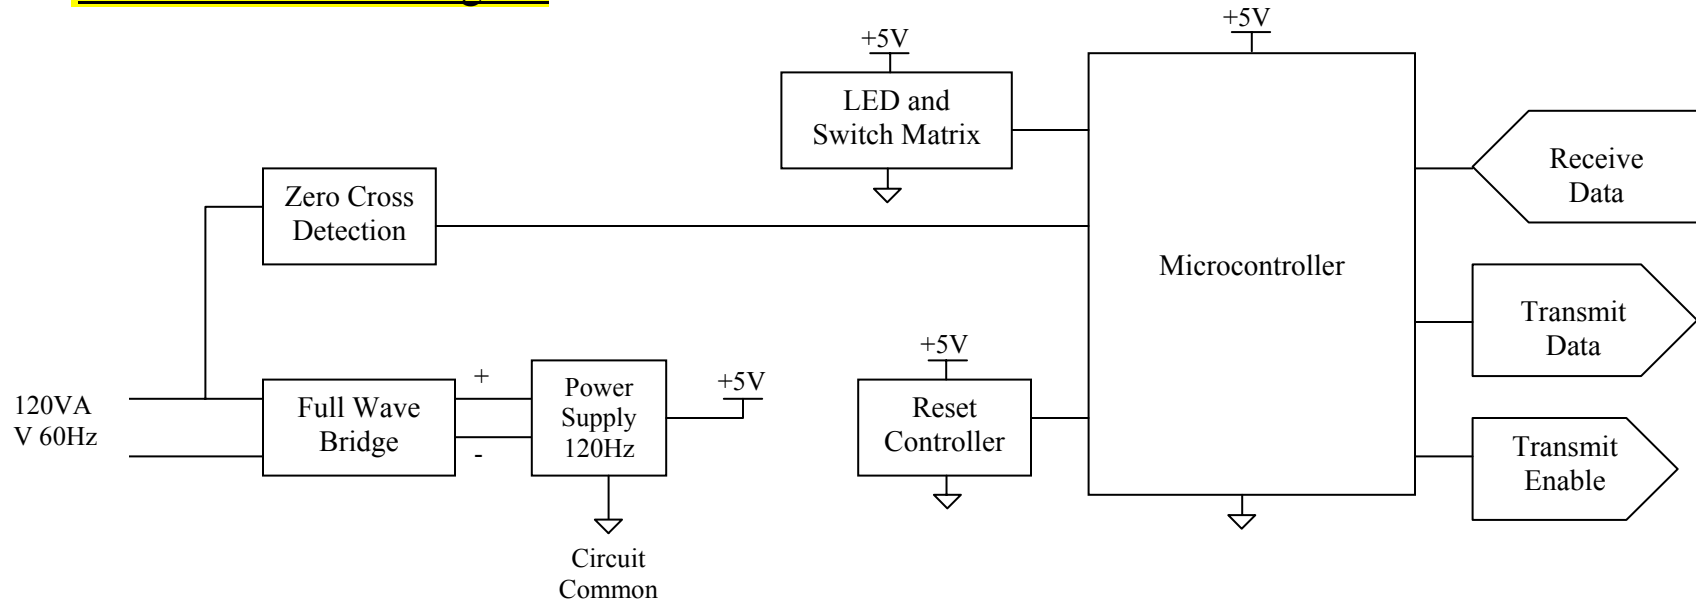 +5V
+5V
LED and
Switch Matrix
Receive
Data
Zero Cross
Detection
Microcontroller
Transmit
Data
+5V
+
Power
Supply
120Hz
+5V
120VA
V 60Hz
Full Wave
Bridge
-
Reset
Controller
Transmit
Enable
Circuit
Common